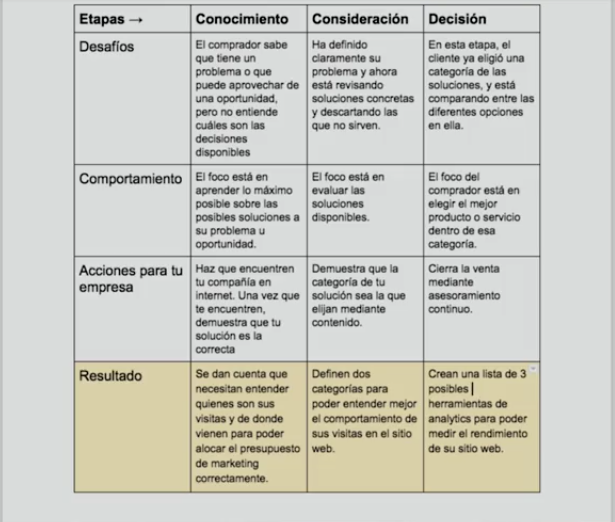 Etapas → Conocimiento Consideración Decisión
Desafíos
El comprador sabe
que tiene un
problema o que
puede aprovechar de
una oportunidad,
pero no entiende
cuáles son las
decisiones
disponibles
Ha definido
claramente su
problema y ahora
está revisando
soluciones concretas
y descartando las
que no sirven.
En esta etapa, el
cliente ya eligió una
categoría de las
soluciones, y está
comparando entre las
diferentes opciones
en ella.
Comportamiento
El foco está en
aprender lo máximo
posible sobre las
posibles soluciones a
su problema u
oportunidad.
El foco está en
evaluar las
soluciones
disponibles.
El foco del
comprador está en
elegir el mejor
producto o servicio
dentro de esa
categoría.
Acciones para tu
empresa
Haz que encuentren
tu compañía en
internet. Una vez que
te encuentren,
demuestra que tu
solución es la
correcta
Demuestra que la
categoría de tu
solución sea la que
elijan mediante
contenido.
Cierra la venta
mediante
asesoramiento
continuo.
Resultado
Se dan cuenta que
necesitan entender
quienes son sus
visitas y de donde
vienen para poder
alocar el presupuesto
de marketing
correctamente.
Definen dos
categorías para
poder entender mejor
el comportamiento de
sus visitas en el sitio
web.
Crean una lista de 3
posibles
herramientas de
analytics para poder
medir el rendimiento
de su sitio web.